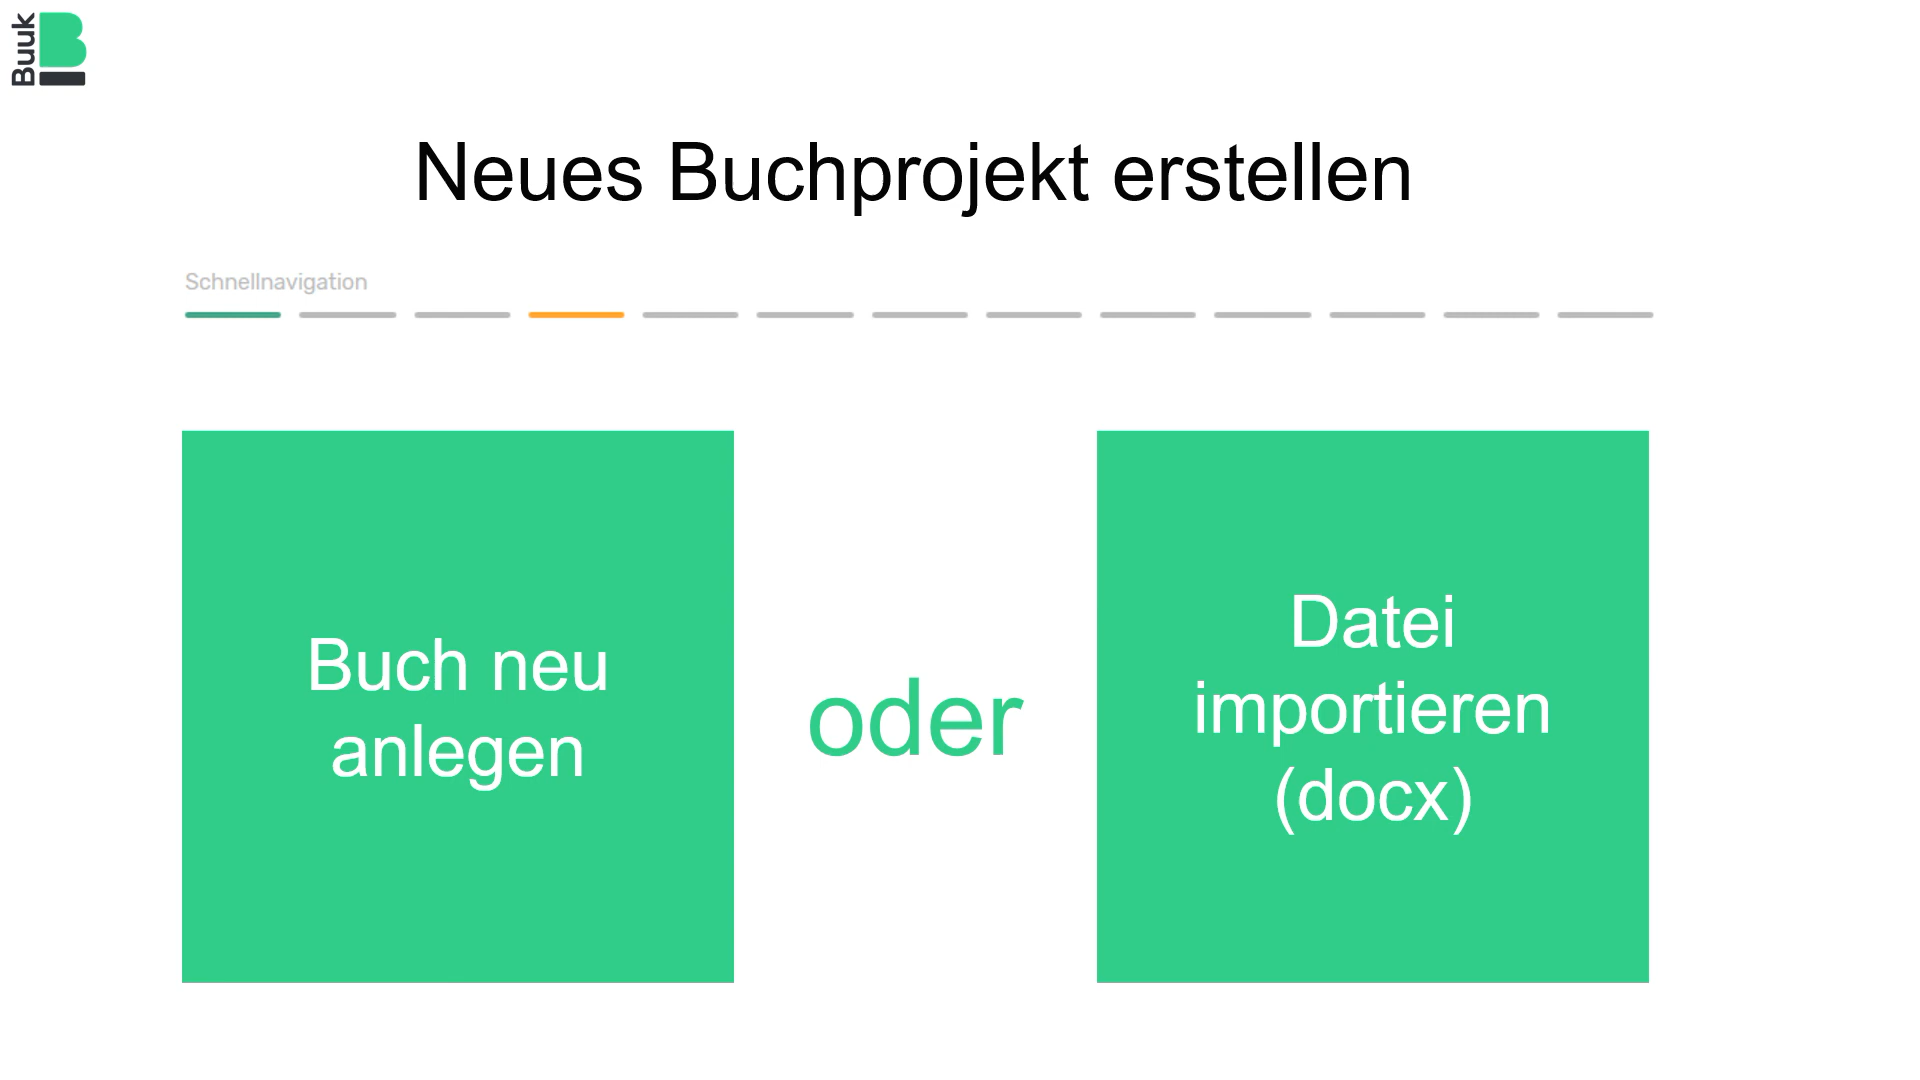 Buuk
Neues Buchprojekt erstellen
Schnellnavigation
Buch neu
anlegen
oder
Datei
importieren
(docx)